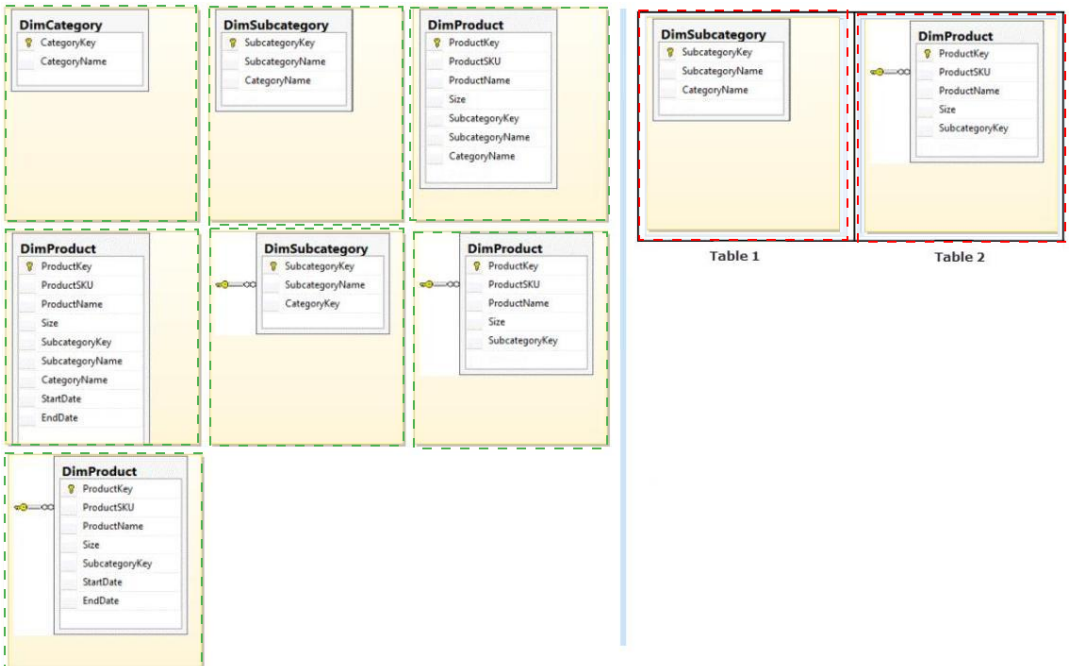 DimCategory
CategoryKey
CategoryName
DimSubcategory
SubcategoryKey
SubcategoryName
CategoryName
DimProduct
ProductKey
ProductSKU
ProductName
Size
SubcategoryKey
SubcategoryName
CategoryName
DimProduct
ProductKey
ProductSKU
ProductName
Size
SubcategoryKey
SubcategoryName
CategoryName
StartDate
EndDate
DimSubcategory
SubcategoryKey
SubcategoryName
CategoryKey
DimProduct
ProductKey
ProductSKU
ProductName
Size
SubcategoryKey
DimProduct
ProductKey
ProductSKU
ProductName
Size
SubcategoryKey
StartDate
EndDate
DimSubcategory
SubcategoryKey
SubcategoryName
CategoryName
Table 1
DimProduct
ProductKey
ProductSKU
ProductName
Size
SubcategoryKey
Table 2